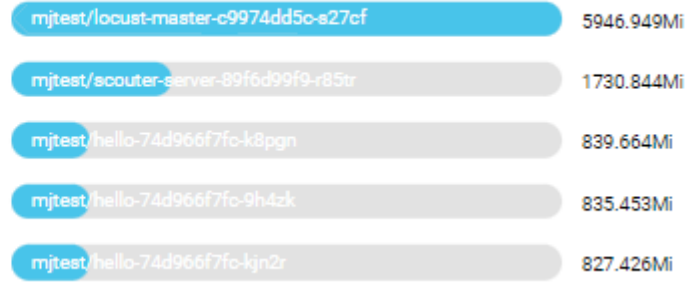 mjtest/locust-master-c9974dd5c-s27cf 5946.949Mi
mjtest/scouter-server-89f6d99f9-r85tr 1730.844Mi
mjtest/hello-74d966f7fc-k8pgn 839.664Mi
mjtest/hello-74d966f7fc-9h4zk 835.453Mi
mjtest/hello-74d966f7fc-kjn2r 827.426Mi